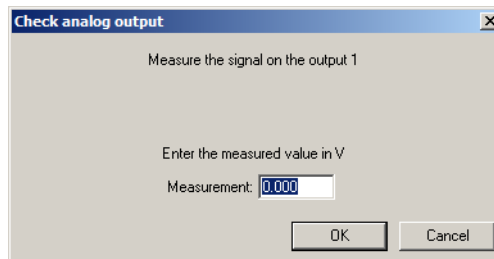 Check analog output
Measure the signal on the output 1
Enter the measured value in V
Measurement: 0.000
OK Cancel